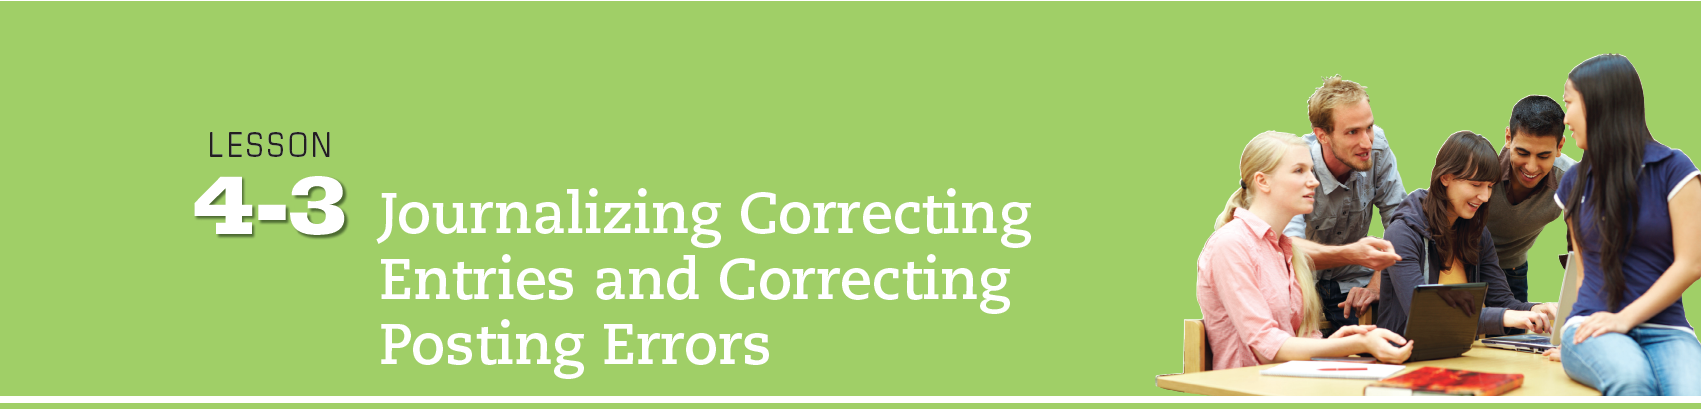 LESSON
4-3
Journalizing Correcting
Entries and Correcting
Posting Errors